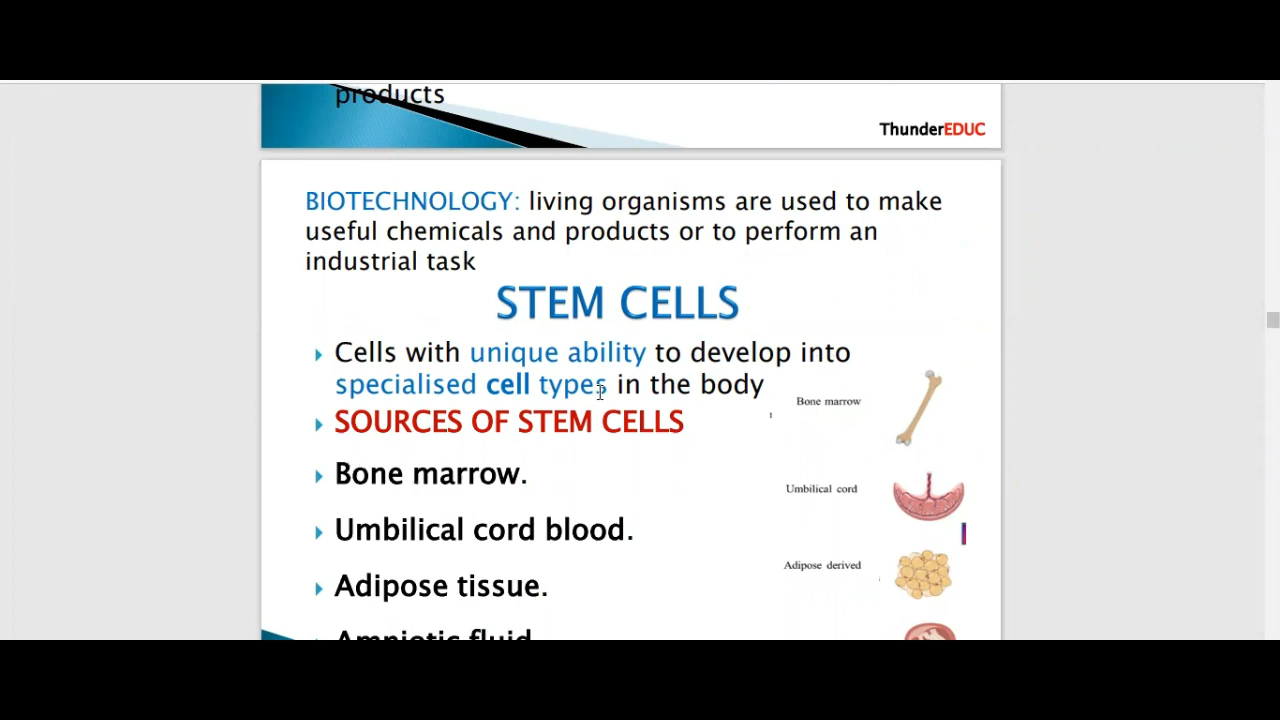 products
ThunderEDUC
BIOTECHNOLOGY: living organisms are used to make
useful chemicals and products or to perform an
industrial task
STEM CELLS
Cells with unique ability to develop into
specialised cell types in the body
SOURCES OF STEM CELLS
Bone marrow.
Umbilical cord blood.
Adipose tissue.
Amniotic fluid
Bone marrow
Umbilical cord
Adipose derived